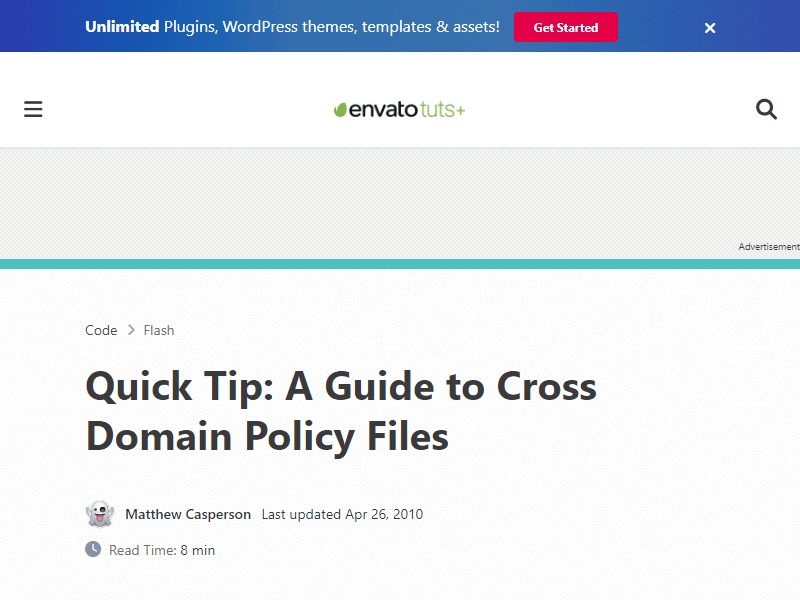 Unlimited Plugins, WordPress themes, templates & assets! Get Started
envato tuts+
Advertisement
Code > Flash
Quick Tip: A Guide to Cross
Domain Policy Files
Matthew Casperson Last updated Apr 26, 2010
Read Time: 8 min